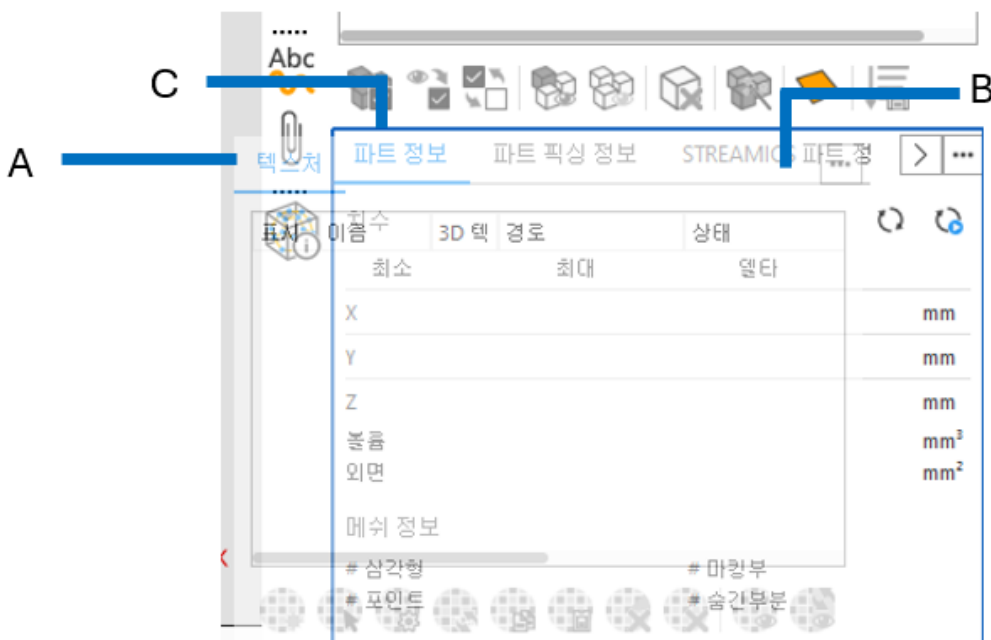 Abc
C
B
A
텍스처
파트 정보 파트 픽싱 정보 STREAMICS 파트 정
치수
표시 이름 3D 텍 경로 상태
최소 최대 델타
X mm
Y mm
Z mm
볼륨 mm³
외면 mm²
메쉬 정보
# 삼각형 # 마킹부
# 포인트 # 숨긴부분